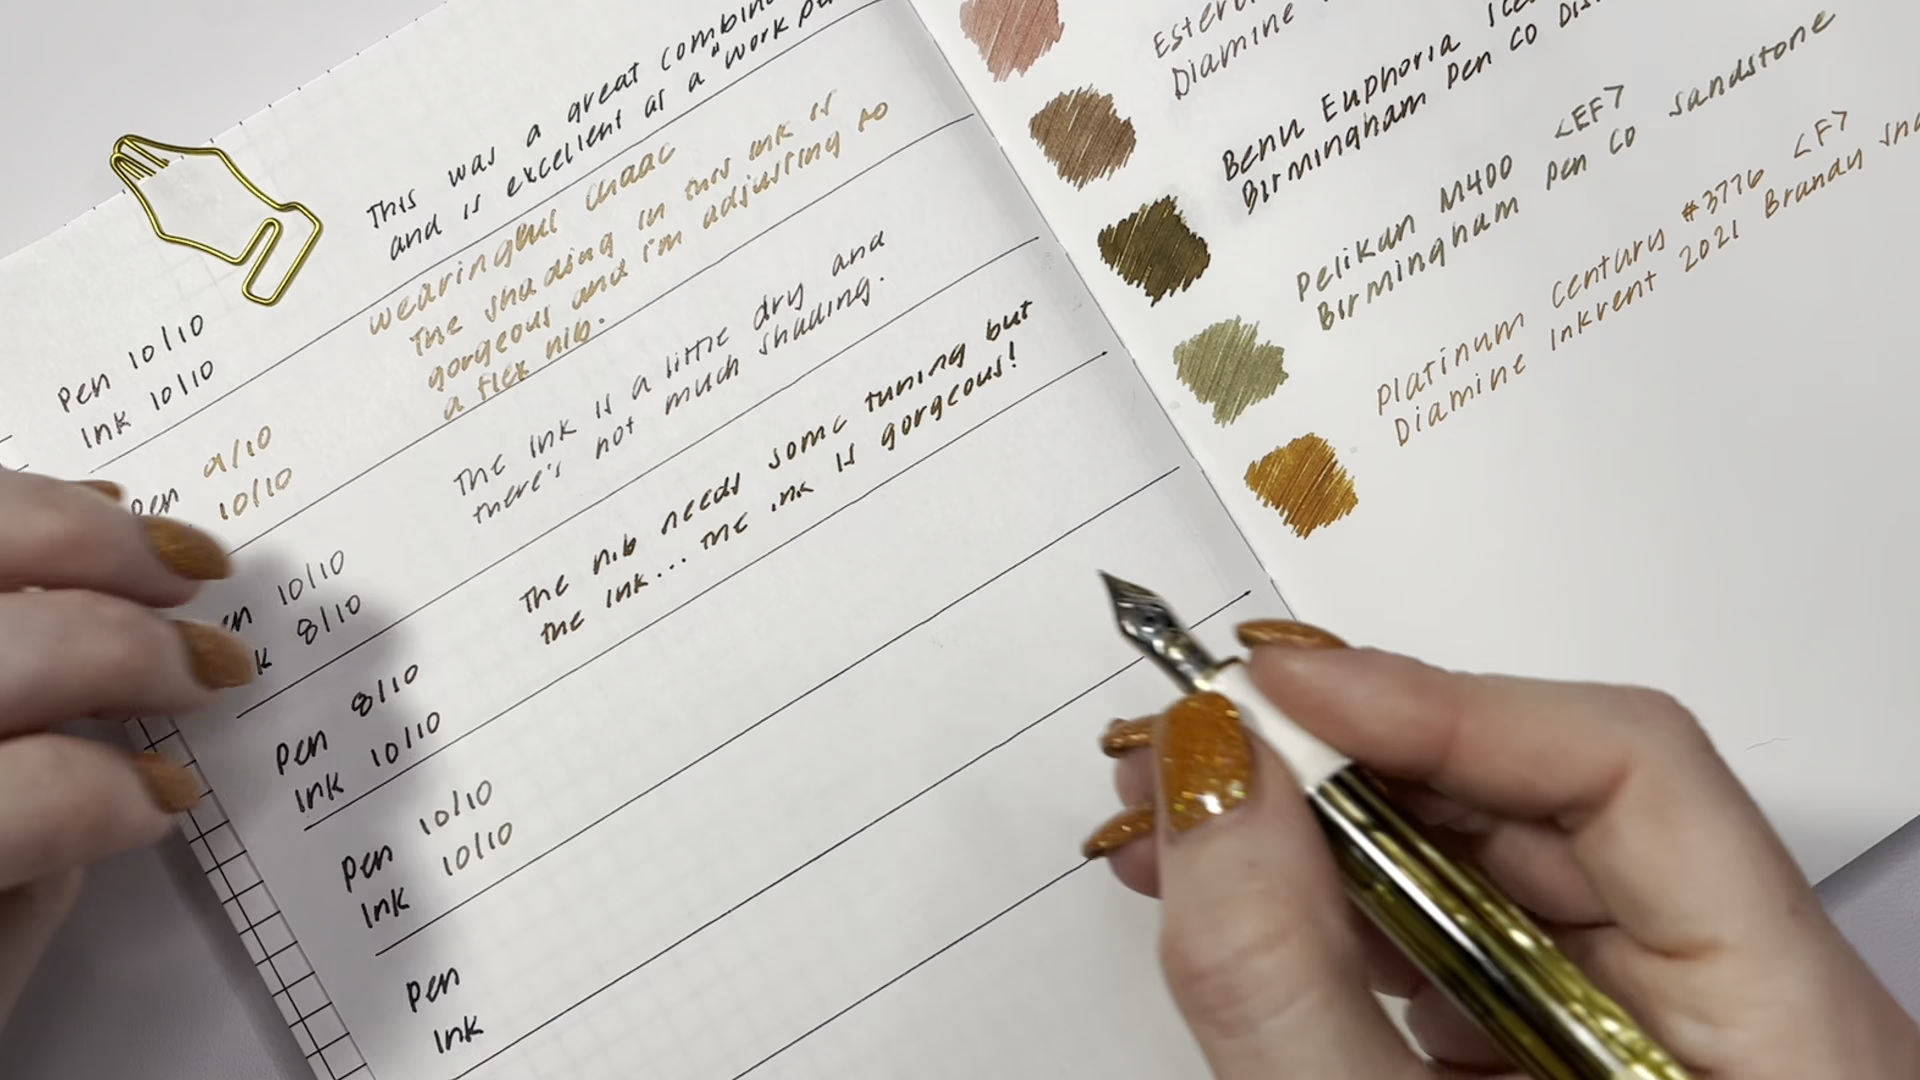 This was a great combin
and is excellent as a "work
Pen 10/10
Ink 10/10
wearingeul chaac
The shading in this ink is
gorgeous and i'm adjusting to
a flex nib.
Pen 9/10
10/10
The ink is a little dry and
there's not much shading.
10/10
8/10
The nib needs some tuning but
the ink... the ink is gorgeous!
Pen 8/10
Ink 10/10
Pen 10/10
Ink 10/10
Pen
Ink
Diamine
Benu Euphoria
Birmingham Pen Co
Pelikan M400 <EF>
Birmingham Pen Co Sandstone
Platinum Century #3776 <F>
Diamine Inkvent 2021 Brandy